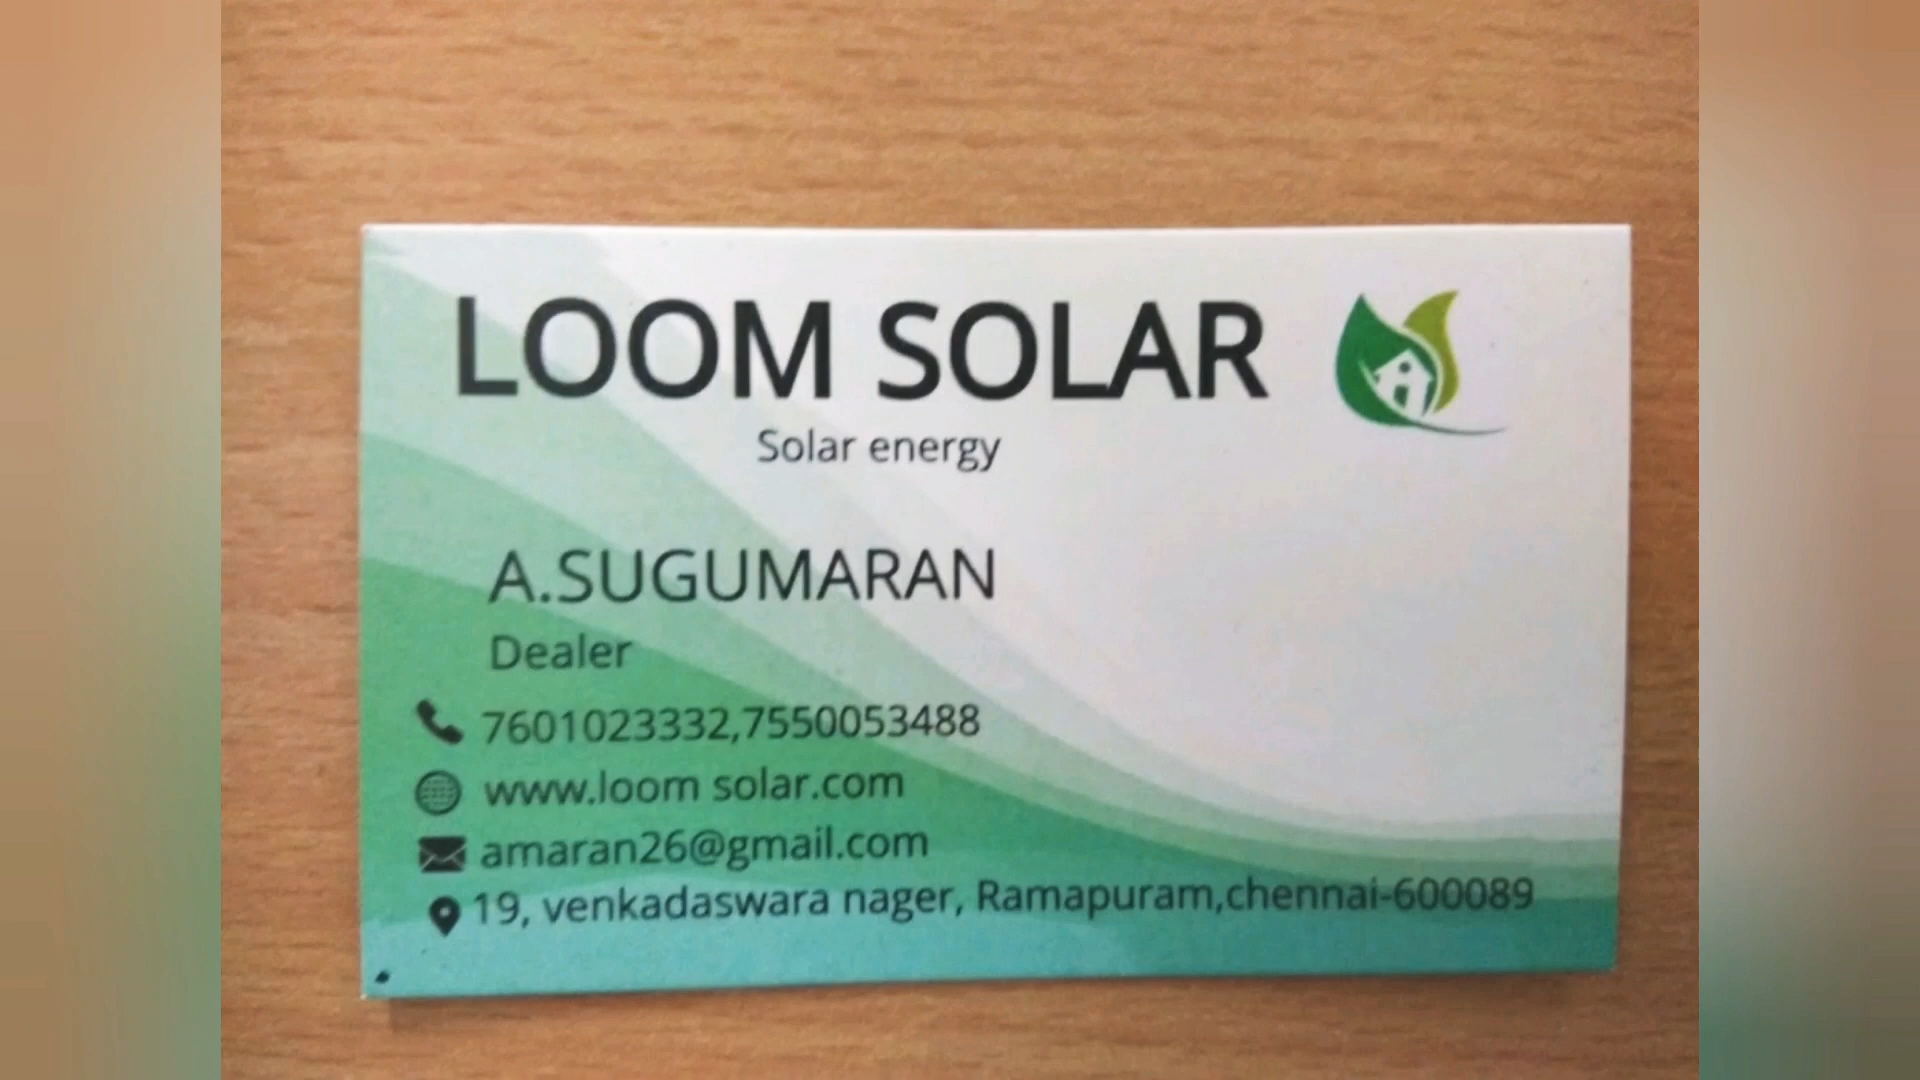 LOOM SOLAR
Solar energy
A.SUGUMARAN
Dealer
7601023332,7550053488
www.loom solar.com
amaran26@gmail.com
19, venkadaswara nager, Ramapuram,chennai-600089